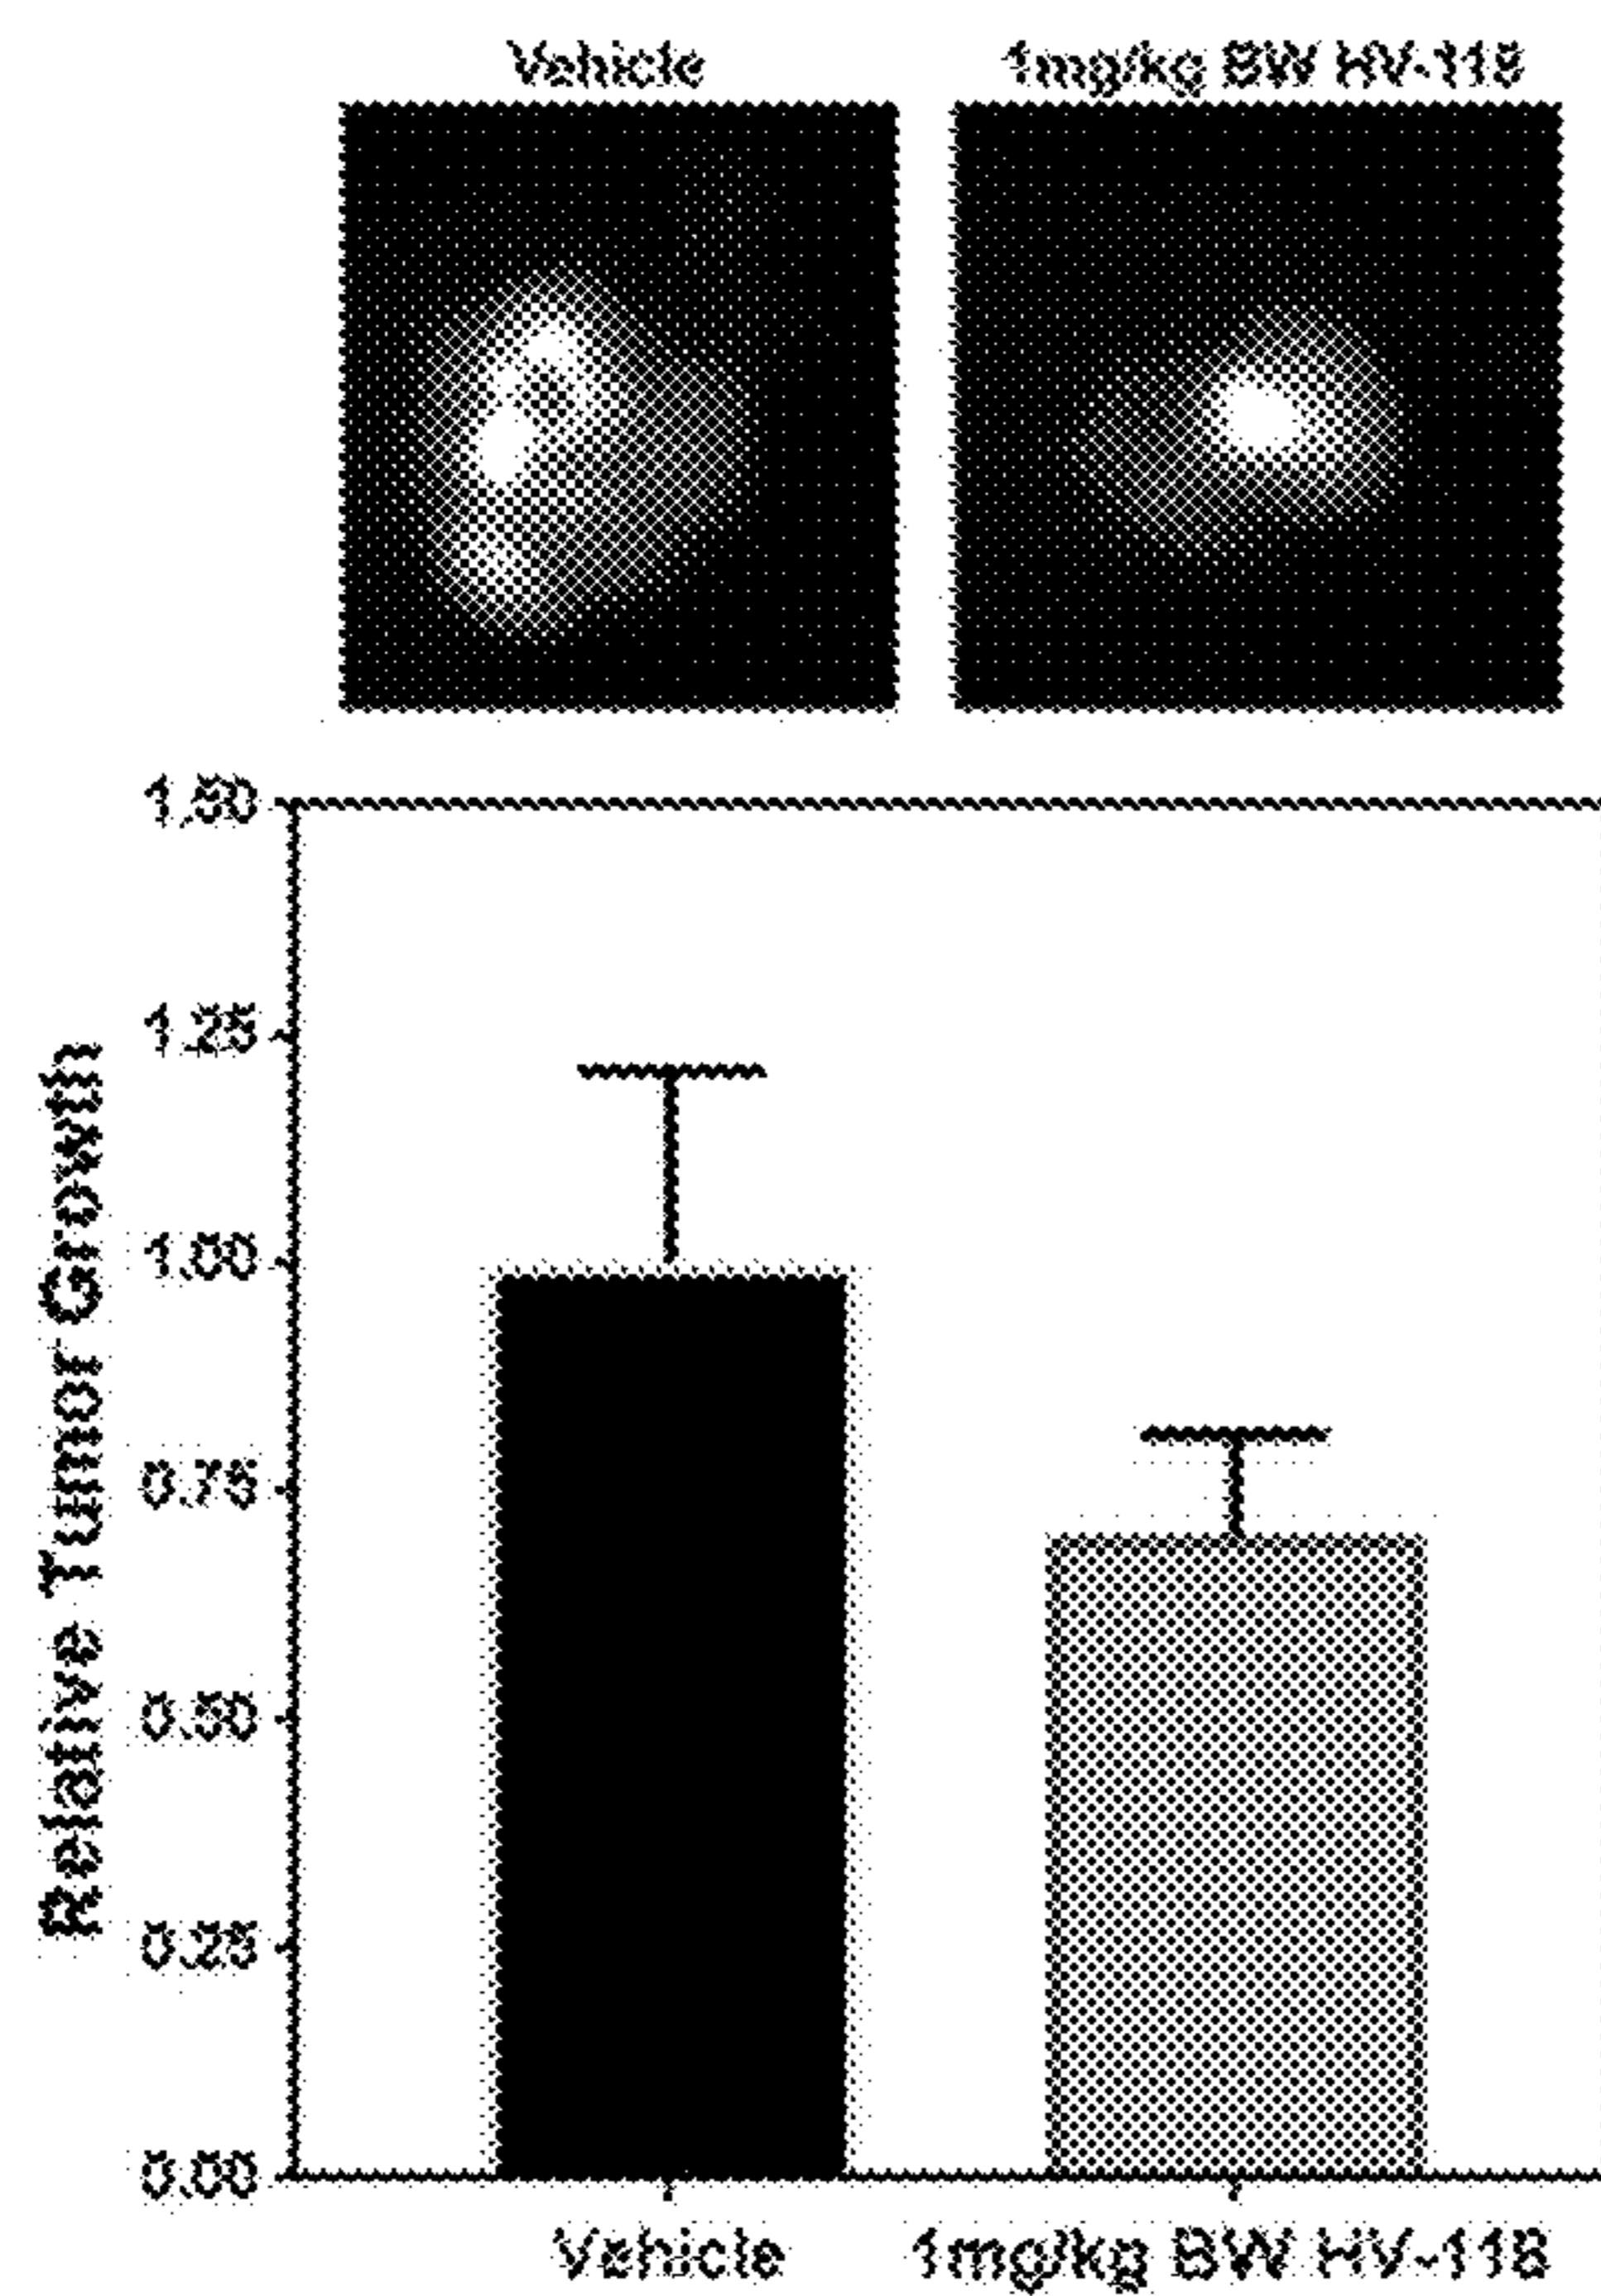 Vehicle
1mg/kg BW HV-118
1.50
1.25
1.00
0.75
0.50
0.25
0.00
Relative Tumor Growth
Vehicle
1mg/kg BW HV-118